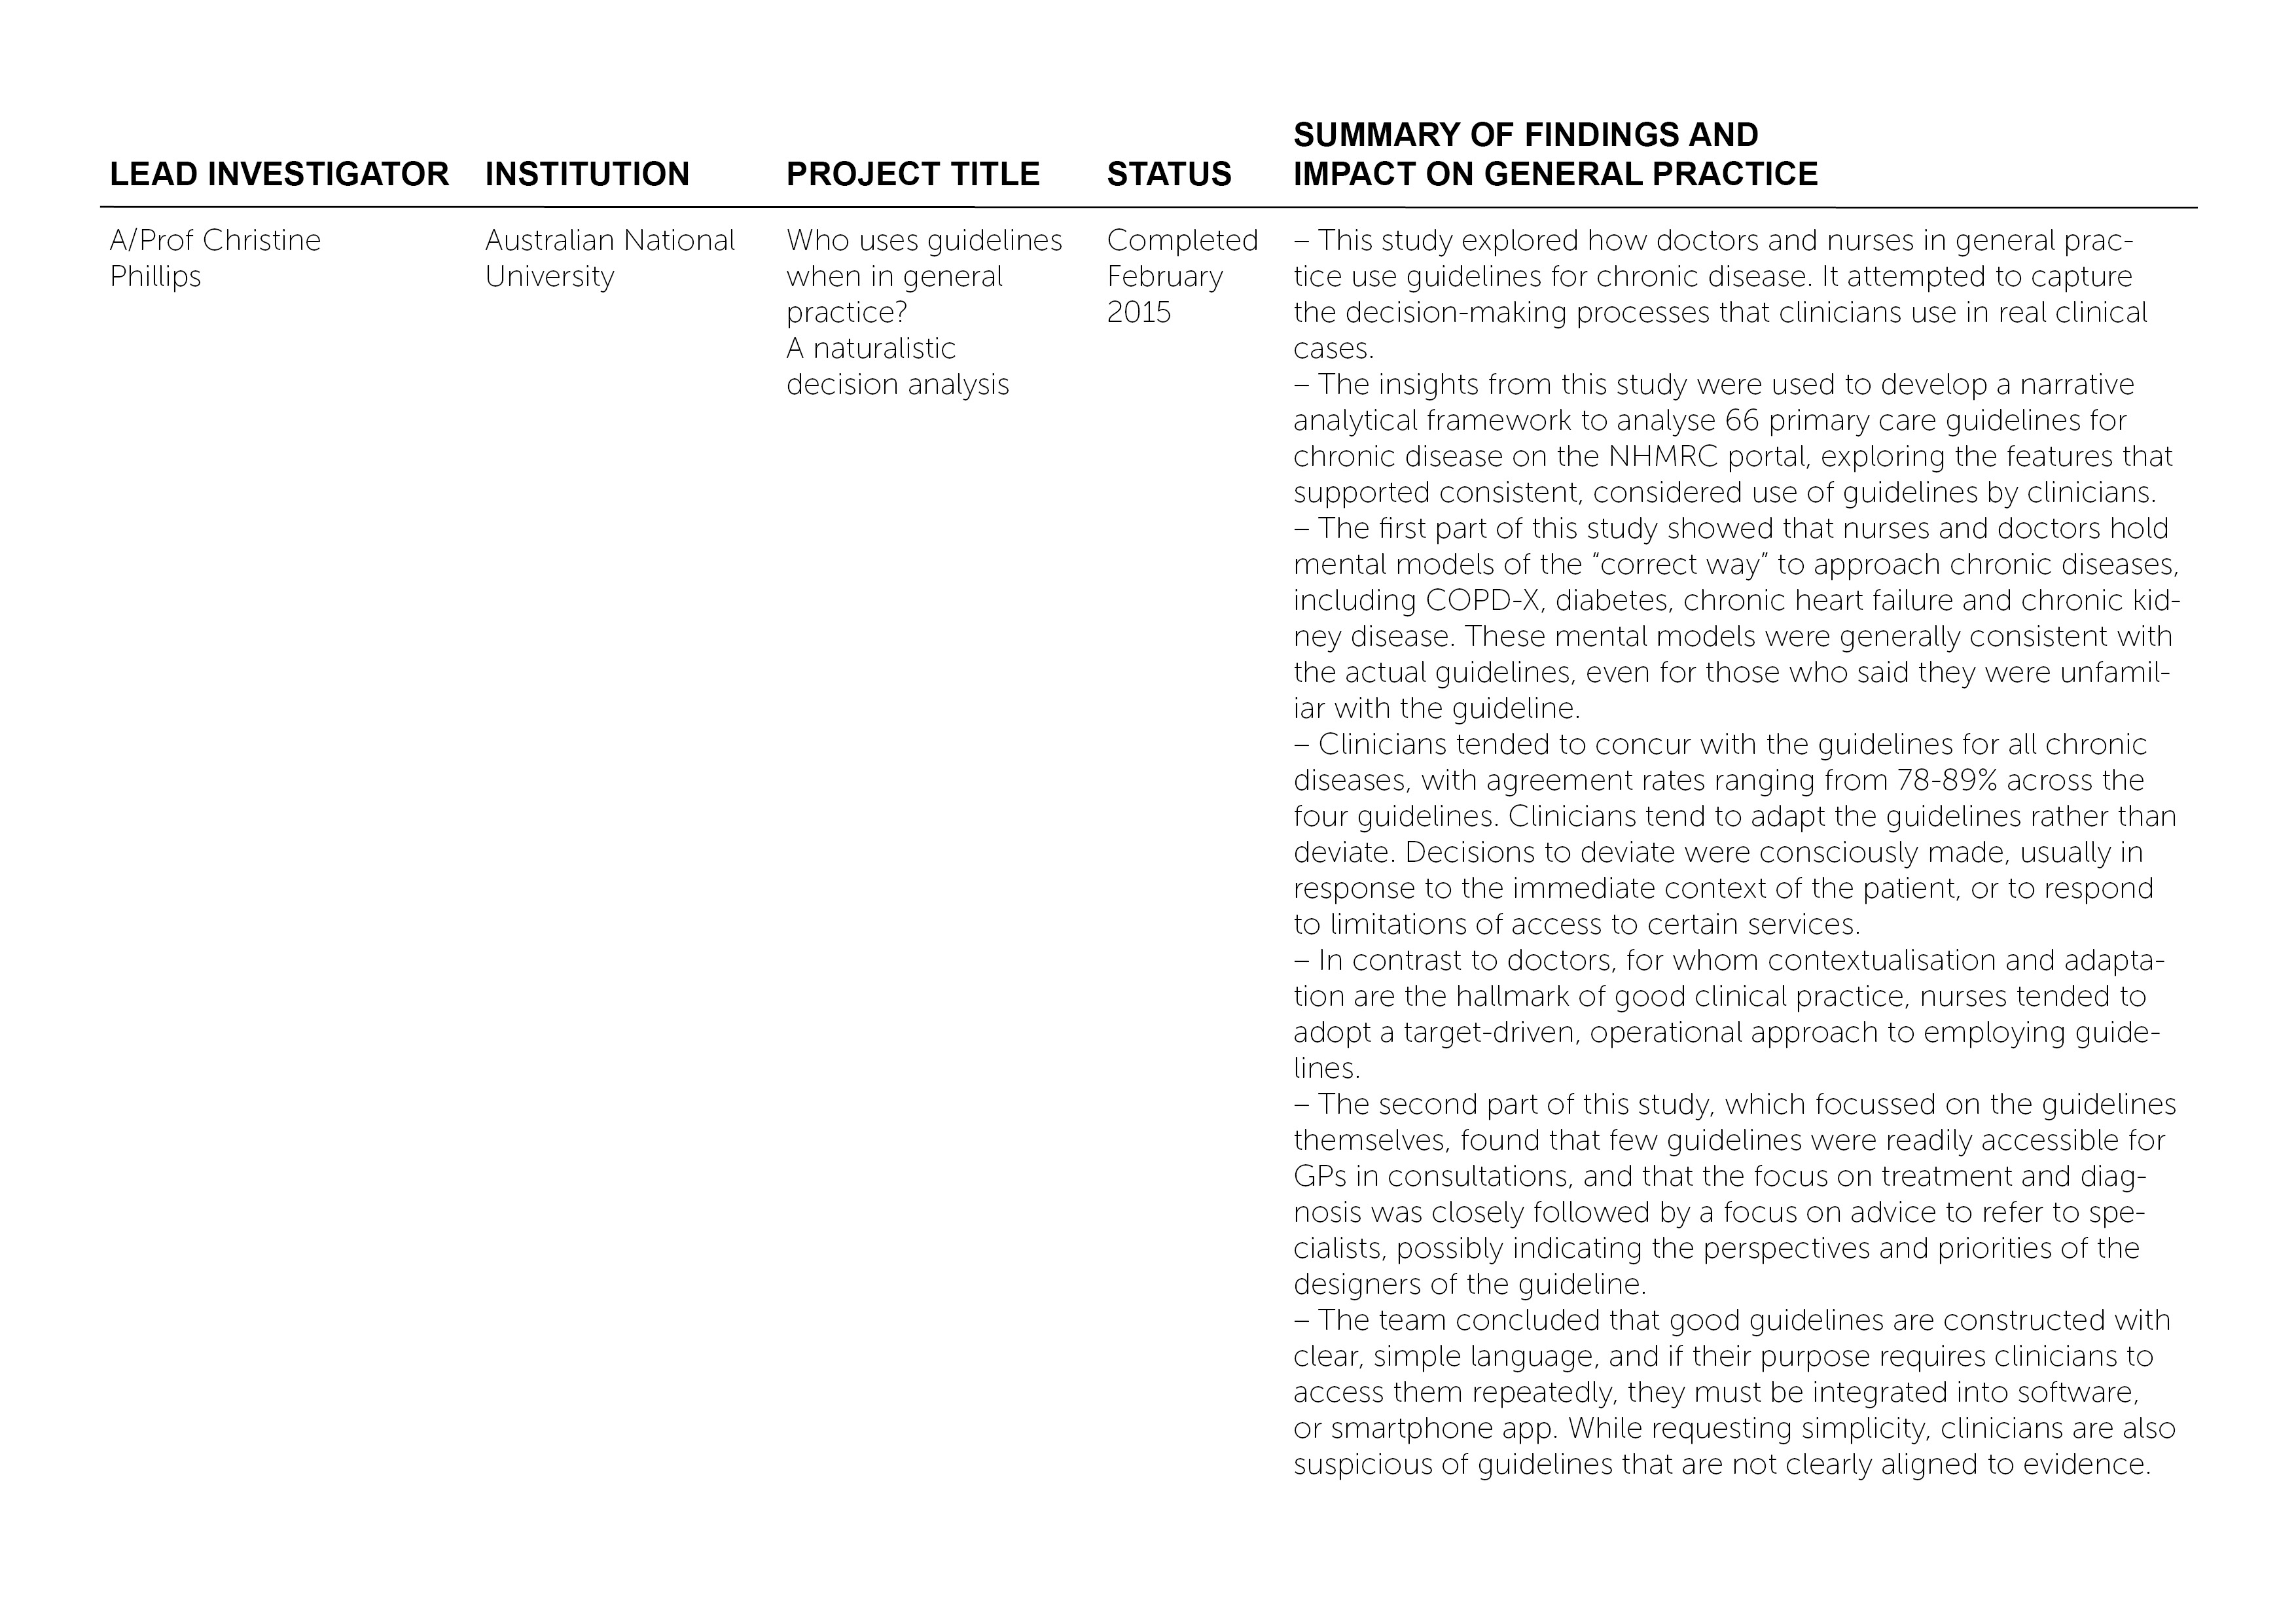 SUMMARY OF FINDINGS AND
LEAD INVESTIGATOR INSTITUTION PROJECT TITLE STATUS IMPACT ON GENERAL PRACTICE
A/Prof Christine
Phillips
Australian National
University
Who uses guidelines
when in general
practice?
A naturalistic
decision analysis
Completed
February
2015
– This study explored how doctors and nurses in general prac-
tice use guidelines for chronic disease. It attempted to capture
the decision-making processes that clinicians use in real clinical
cases.
– The insights from this study were used to develop a narrative
analytical framework to analyse 66 primary care guidelines for
chronic disease on the NHMRC portal, exploring the features that
supported consistent, considered use of guidelines by clinicians.
– The first part of this study showed that nurses and doctors hold
mental models of the “correct way” to approach chronic diseases,
including COPD-X, diabetes, chronic heart failure and chronic kid-
ney disease. These mental models were generally consistent with
the actual guidelines, even for those who said they were unfamil-
iar with the guideline.
– Clinicians tended to concur with the guidelines for all chronic
diseases, with agreement rates ranging from 78-89% across the
four guidelines. Clinicians tend to adapt the guidelines rather than
deviate. Decisions to deviate were consciously made, usually in
response to the immediate context of the patient, or to respond
to limitations of access to certain services.
– In contrast to doctors, for whom contextualisation and adapta-
tion are the hallmark of good clinical practice, nurses tended to
adopt a target-driven, operational approach to employing guide-
lines.
– The second part of this study, which focussed on the guidelines
themselves, found that few guidelines were readily accessible for
GPs in consultations, and that the focus on treatment and diag-
nosis was closely followed by a focus on advice to refer to spe-
cialists, possibly indicating the perspectives and priorities of the
designers of the guideline.
– The team concluded that good guidelines are constructed with
clear, simple language, and if their purpose requires clinicians to
access them repeatedly, they must be integrated into software,
or smartphone app. While requesting simplicity, clinicians are also
suspicious of guidelines that are not clearly aligned to evidence.